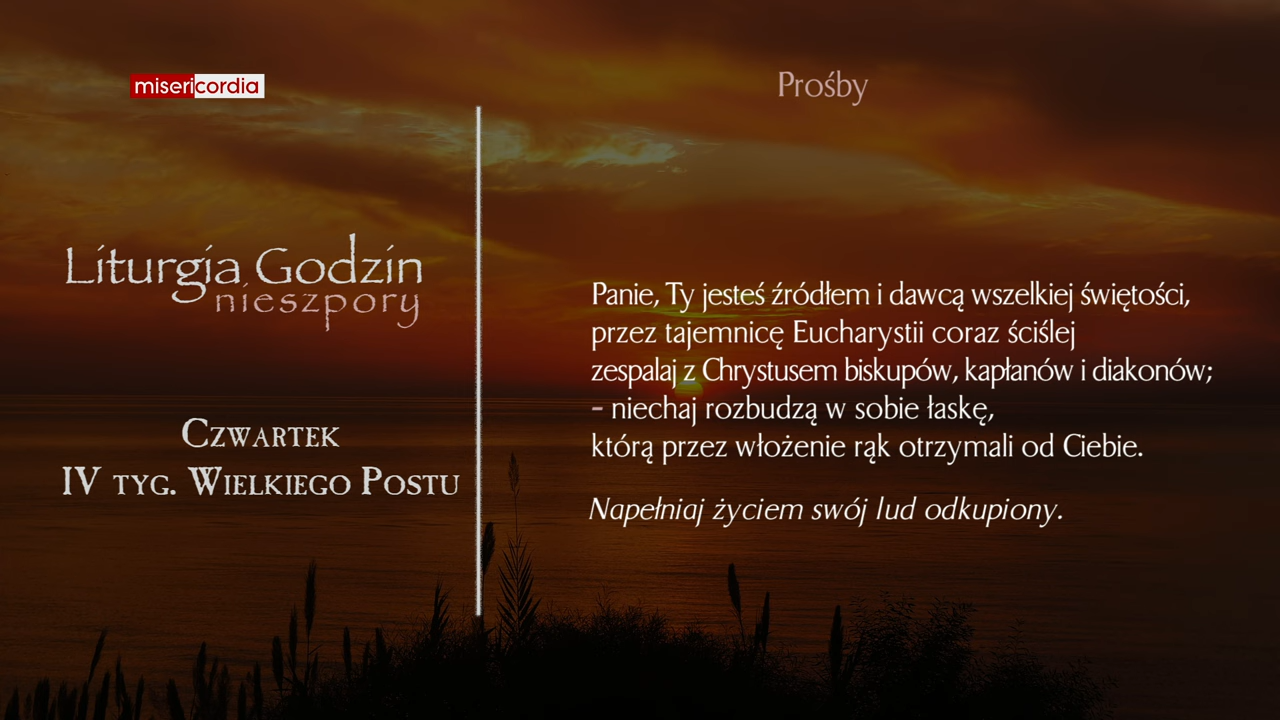 misericordia
Liturgia Godzin
nieszpory
Czwartek
IV tyg. Wielkiego Postu
Prośby
Panie, Ty jesteś źródłem i dawcą wszelkiej świętości,
przez tajemnicę Eucharystii coraz ściślej
zespalaj z Chrystusem biskupów, kapłanów i diakonów;
- niechaj rozbudzą w sobie łaskę,
którą przez włożenie rąk otrzymali od Ciebie.
Napełniaj życiem swój lud odkupiony.